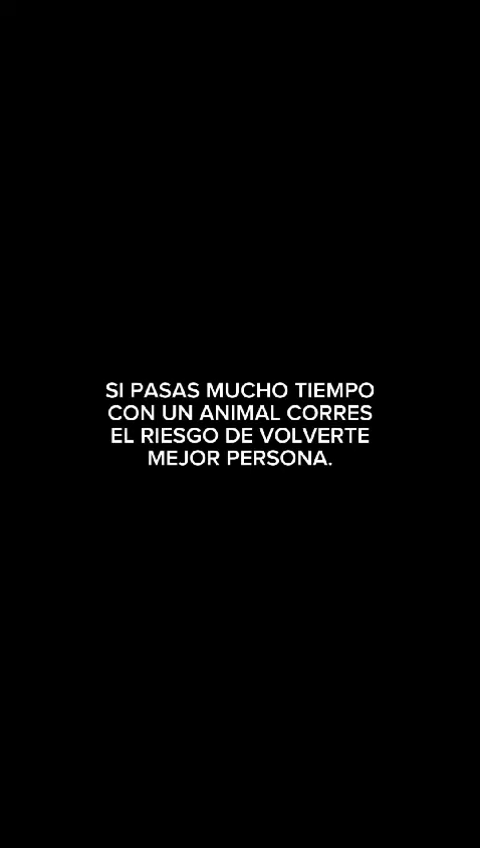 SI PASAS MUCHO TIEMPO
CON UN ANIMAL CORRES
EL RIESGO DE VOLVERTE
MEJOR PERSONA.